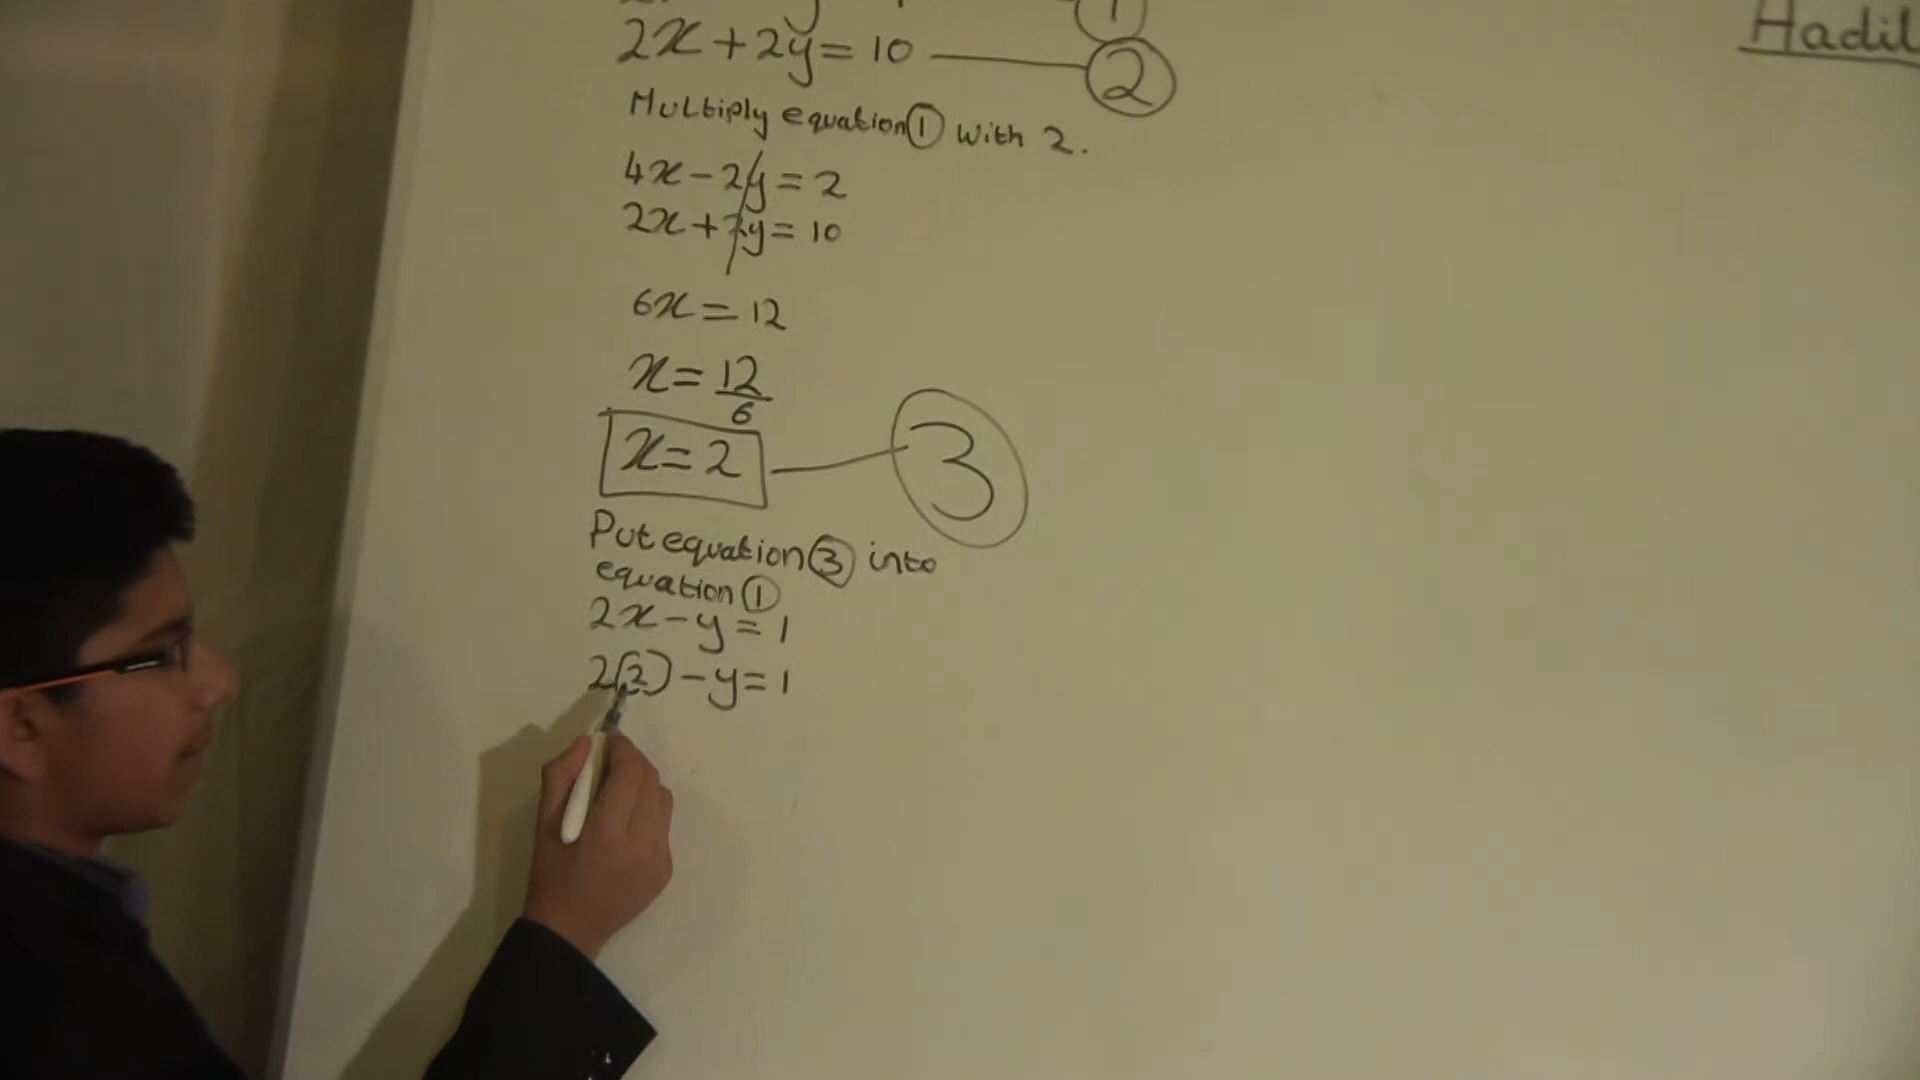 Hadil
2x + 2y = 10 — 2
Multiply equation 1 with 2.
4x - 2y = 2
2x + 2y = 10
6x = 12
x = 12/6
x = 2 — 3
Put equation 3 into
equation 1
2x - y = 1
2(2) - y = 1